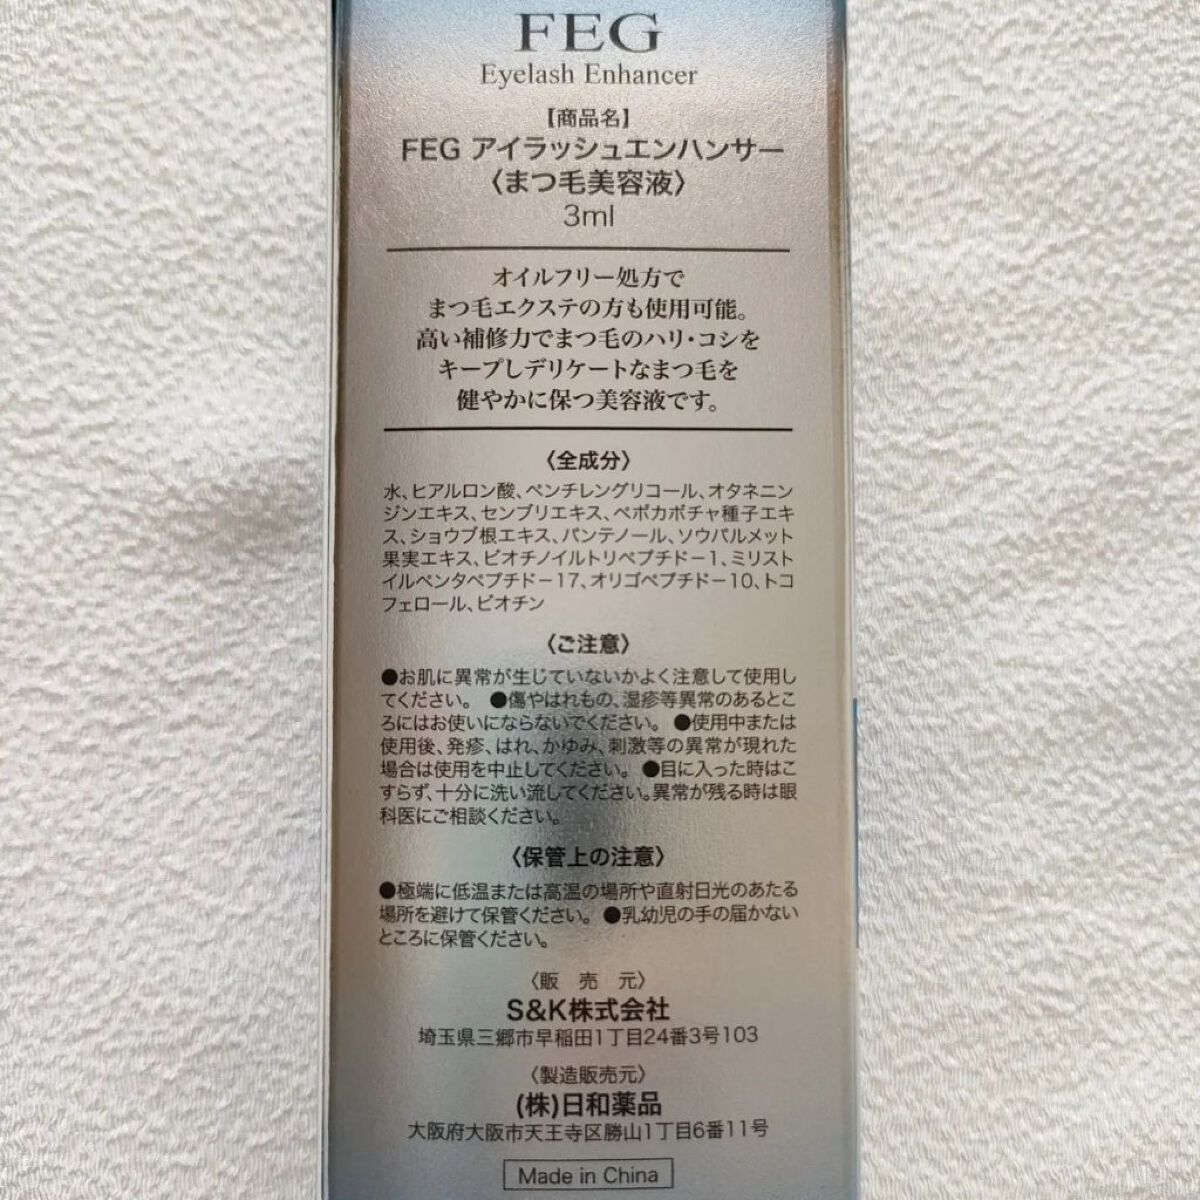 FEG
Eyelash Enhancer
【商品名】
FEG アイラッシュエンハンサー
〈まつ毛美容液〉
3ml
オイルフリー処方で
まつ毛エクステの方も使用可能。
高い補修力でまつ毛のハリ・コシを
キープしデリケートなまつ毛を
健やかに保つ美容液です。
〈全成分〉
水、ヒアルロン酸、ペンチレングリコール、オタネニン
ジンエキス、センブリエキス、ペポカボチャ種子エキ
ス、ショウブ根エキス、パンテノール、ソウパルメット
果実エキス、ビオチノイルトリペプチド－1、ミリスト
イルペンタペプチド－17、オリゴペプチド－10、トコ
フェロール、ビオチン
〈ご注意〉
●お肌に異常が生じていないかよく注意して使用し
てください。 ●傷やはれもの、湿疹等異常のあるとこ
ろにはお使いにならないでください。 ●使用中または
使用後、発疹、はれ、かゆみ、刺激等の異常が現れた
場合は使用を中止してください。 ●目に入った時はこ
すらず、十分に洗い流してください。異常が残る時は眼
科医にご相談ください。
〈保管上の注意〉
●極端に低温または高温の場所や直射日光のあたる
場所を避けて保管ください。 ●乳幼児の手の届かない
ところに保管ください。
〈販 売 元〉
S&K株式会社
埼玉県三郷市早稲田1丁目24番3号103
〈製造販売元〉
(株)日和薬品
大阪府大阪市天王寺区勝山1丁目6番11号
Made in China